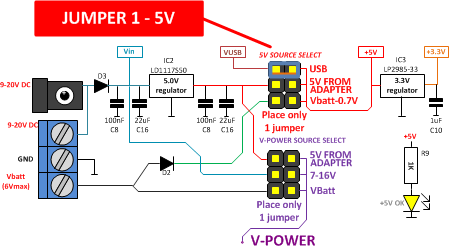 JUMPER 1 - 5V
Vin
VUSB
5V SOURCE SELECT
+5V
IC3
LP2985-33
+3.3V
IC2
LD1117S50
5.0V
regulator
3.3V
regulator
D3
9-20V DC
USB
5V FROM
ADAPTER
Vbatt-0.7V
100nF
C8
22uF
C16
100nF
C8
22uF
C16
1uF
C10
Place only
1 jumper
9-20V DC
V-POWER SOURCE SELECT
+5V
GND
D2
5V FROM
ADAPTER
7-16V
VBatt
R9
1K
Vbatt
(6Vmax)
Place only
1 jumper
+5V OK
V-POWER